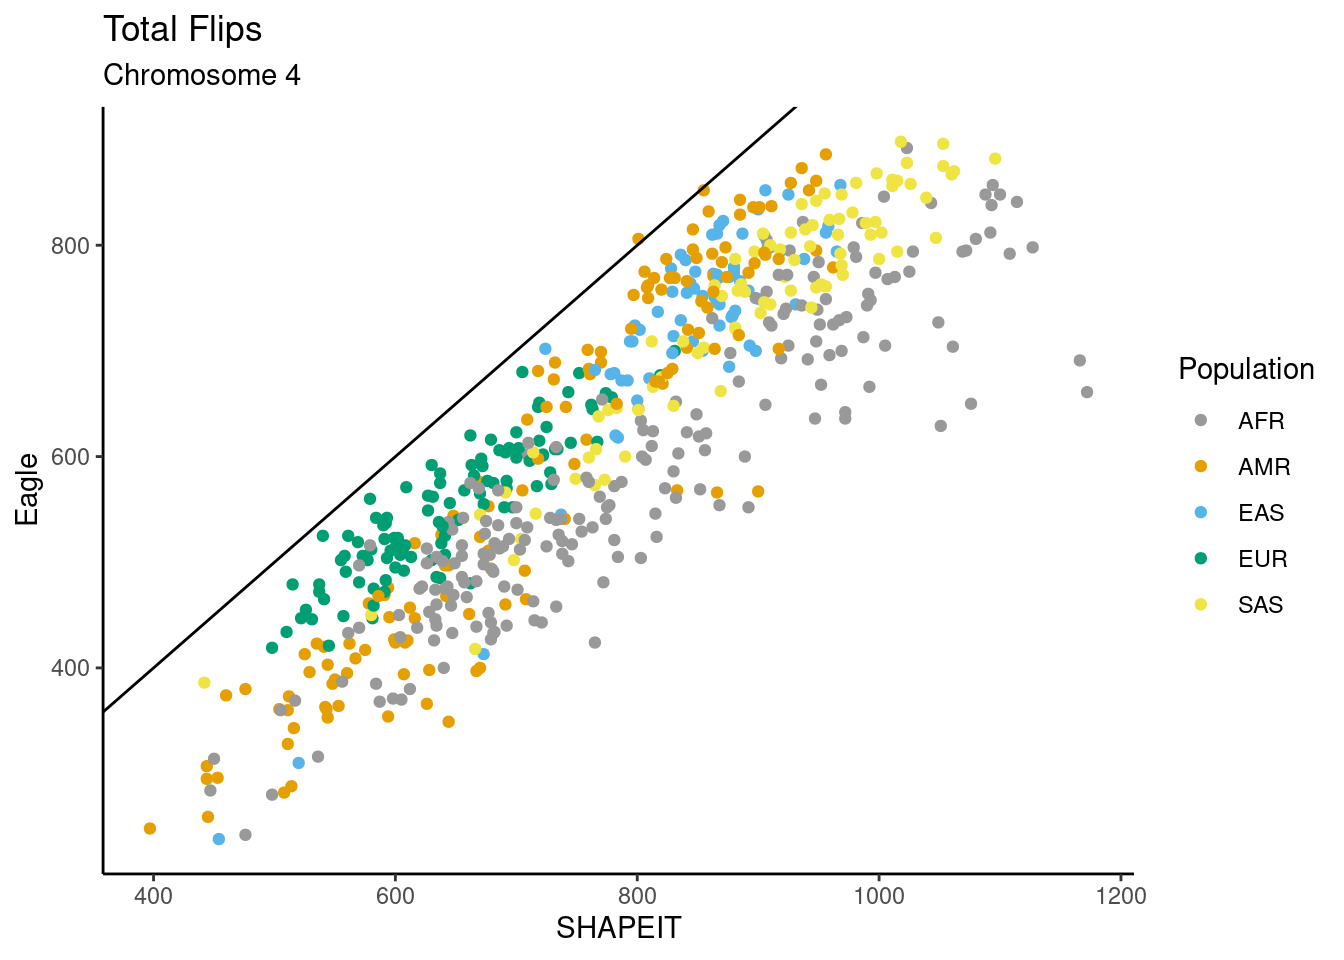 Total Flips
Chromosome 4
Eagle
800
600
400
400 600 800 1000 1200
SHAPEIT
Population
AFR
AMR
EAS
EUR
SAS